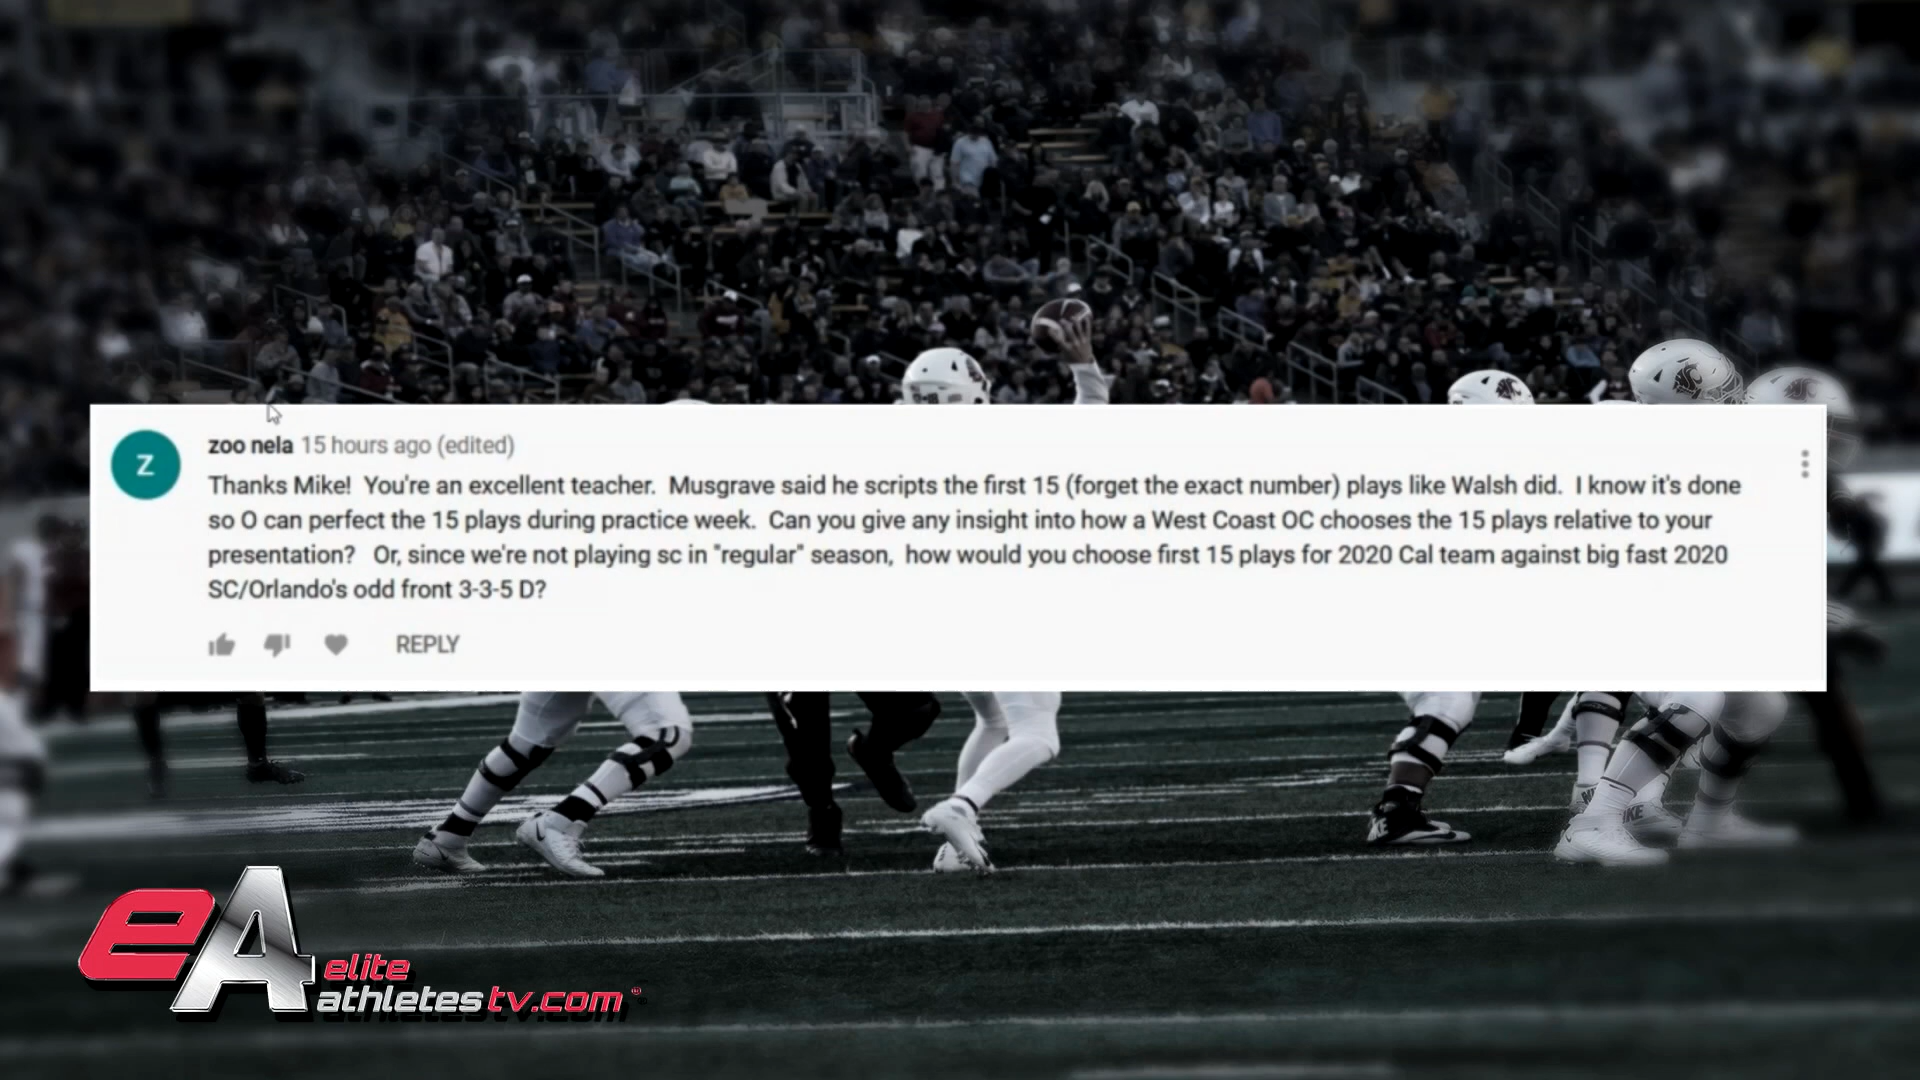 Z
zoo nela 15 hours ago (edited)
Thanks Mike!  You're an excellent teacher.  Musgrave said he scripts the first 15 (forget the exact number) plays like Walsh did.  I know it's done
so O can perfect the 15 plays during practice week.  Can you give any insight into how a West Coast OC chooses the 15 plays relative to your
presentation?   Or, since we're not playing sc in "regular" season,  how would you choose first 15 plays for 2020 Cal team against big fast 2020
SC/Orlando's odd front 3-3-5 D?
REPLY
NIKE
eA elite
athletestv.com